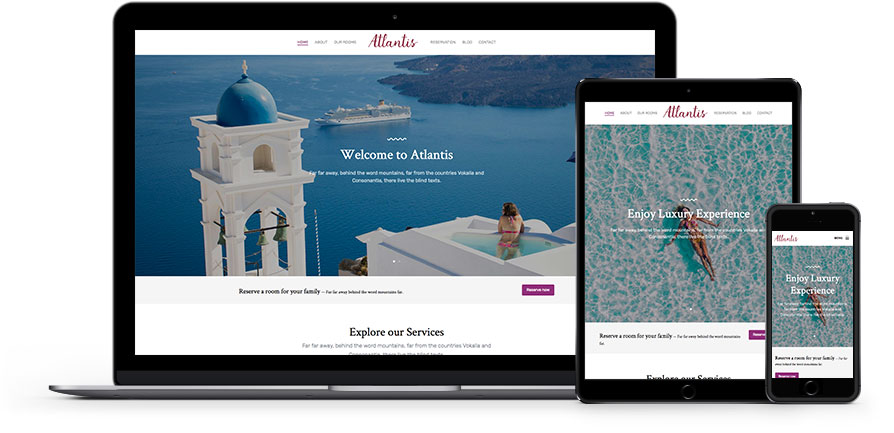 HOME ABOUT OUR ROOMS Atlantis RESERVATION BLOG CONTACT
Welcome to Atlantis
Far far away, behind the word mountains, far from the countries Vokalia and
Consonantia, there live the blind texts.
Reserve a room for your family — Far far away behind the word mountains far. Reserve now
Explore our Services
Far far away, behind the word mountains, far from the countries Vokalia and
Consonantia, there live the blind texts.
HOME ABOUT OUR ROOMS Atlantis RESERVATION BLOG CONTACT
Enjoy Luxury Experience
Far far away, behind the word mountains, far from the countries Vokalia and
Consonantia, there live the blind texts.
Reserve a room for your family — Far far away behind the word mountains
far.
Reserve now
Explore our Services
Atlantis MENU
Enjoy Luxury
Experience
Far far away, behind the word mountains,
far from the countries Vokalia and
Consonantia, there live the blind texts.
Reserve a room for your family — Far far
away behind the word mountains far.
Reserve now